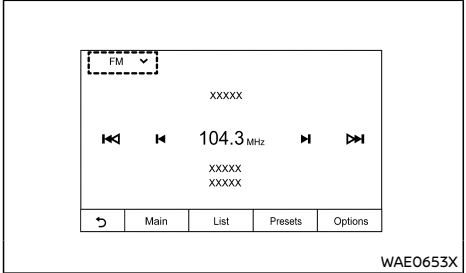 FM
XXXXX
104.3 MHz
XXXXX
XXXXX
Main List Presets Options
WAE0653X